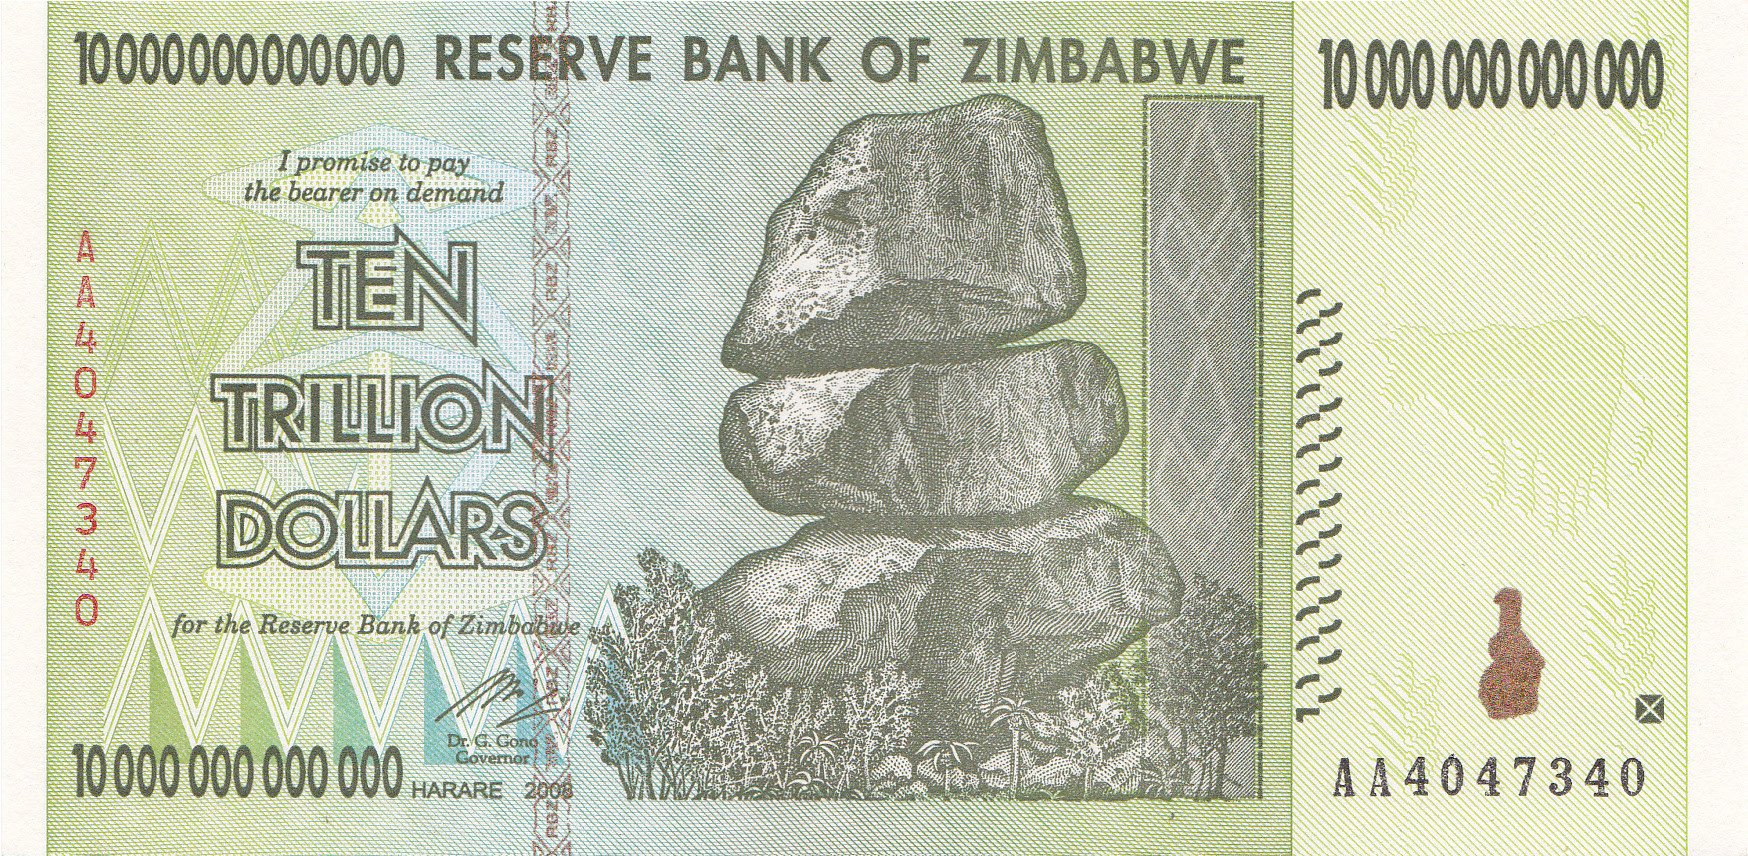 10000000000000 RESERVE BANK OF ZIMBABWE 10 000 000 000 000
I promise to pay
the bearer on demand
TEN
TRILLION
DOLLARS
for the Reserve Bank of Zimbabwe
AA4047340
Dr. G. Gono
Governor
10 000 000 000 000 HARARE 2008
RBZ
AA4047340